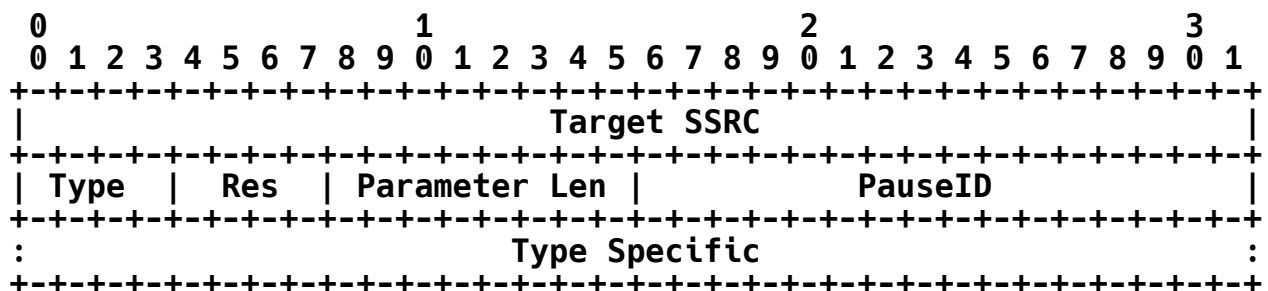 0                   1                   2                   3
 0 1 2 3 4 5 6 7 8 9 0 1 2 3 4 5 6 7 8 9 0 1 2 3 4 5 6 7 8 9 0 1
+-+-+-+-+-+-+-+-+-+-+-+-+-+-+-+-+-+-+-+-+-+-+-+-+-+-+-+-+-+-+-+-+
|                          Target SSRC                          |
+-+-+-+-+-+-+-+-+-+-+-+-+-+-+-+-+-+-+-+-+-+-+-+-+-+-+-+-+-+-+-+-+
| Type  |  Res  | Parameter Len |           PauseID             |
+-+-+-+-+-+-+-+-+-+-+-+-+-+-+-+-+-+-+-+-+-+-+-+-+-+-+-+-+-+-+-+-+
:                         Type Specific                         :
+-+-+-+-+-+-+-+-+-+-+-+-+-+-+-+-+-+-+-+-+-+-+-+-+-+-+-+-+-+-+-+-+